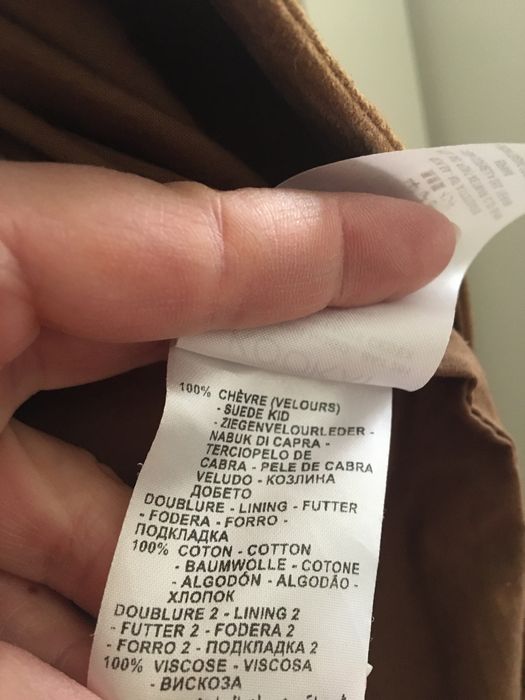 100% CHÈVRE (VELOURS)
- SUEDE KID
- ZIEGENVELOURLEDER -
NABUK DI CAPRA -
TERCIOPELO DE
CABRA - PELE DE CABRA
VELUDO - КОЗЛИНА
ДОБЕТО
DOUBLURE - LINING - FUTTER
- FODERA - FORRO -
ПОДКЛАДКА
100% COTON - COTTON
- BAUMWOLLE - COTONE
- ALGODÓN - ALGODÃO -
ХЛОПОК
DOUBLURE 2 - LINING 2
- FUTTER 2 - FODERA 2
- FORRO 2 - ПОДКЛАДКА 2
100% VISCOSE - VISCOSA
- ВИСКОЗА